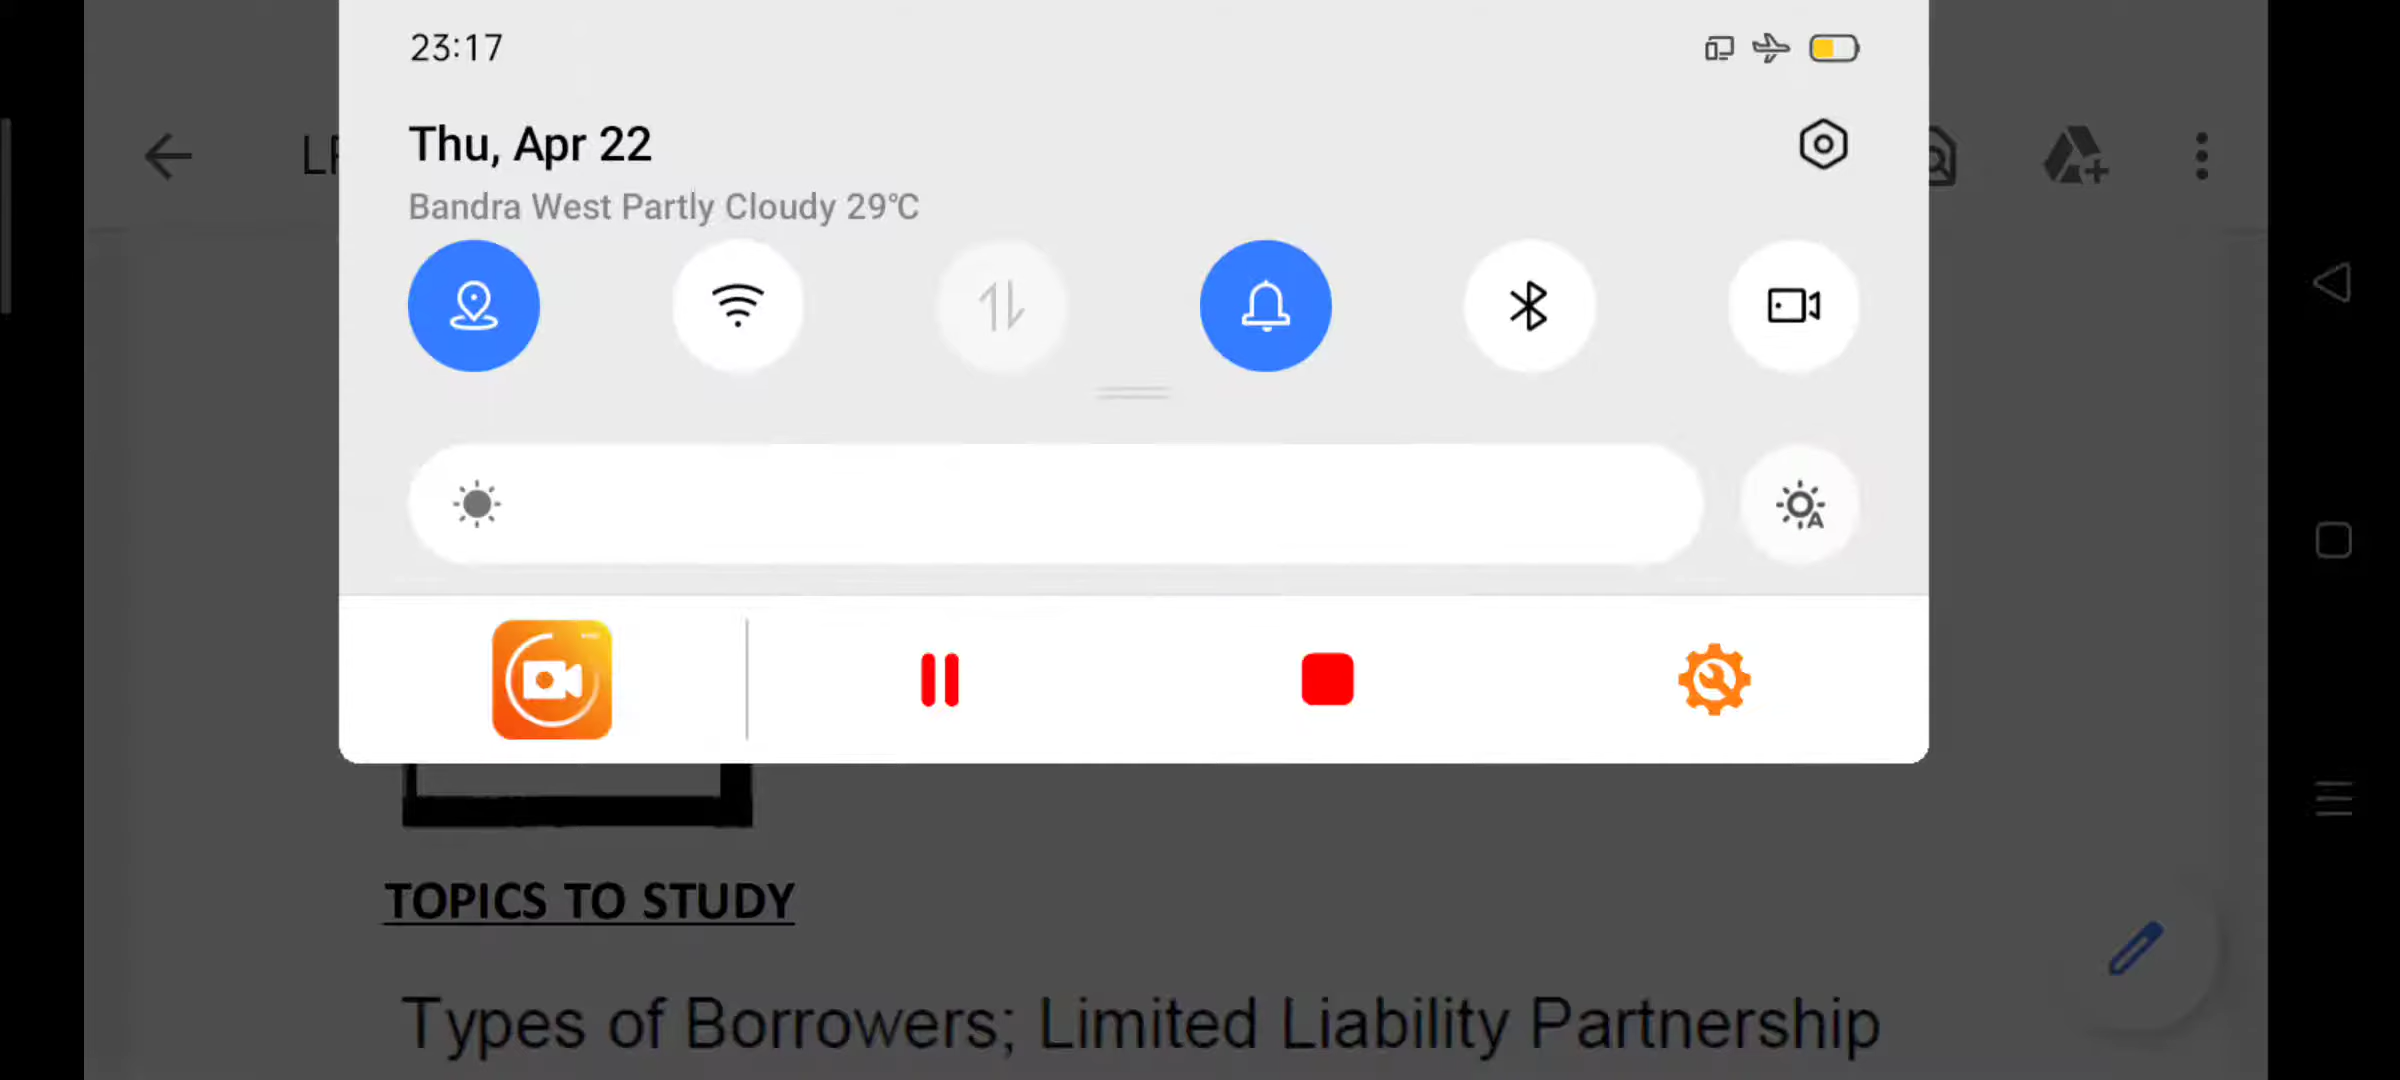 23:17
Thu, Apr 22
Bandra West Partly Cloudy 29°C
TOPICS TO STUDY
Types of Borrowers; Limited Liability Partnership